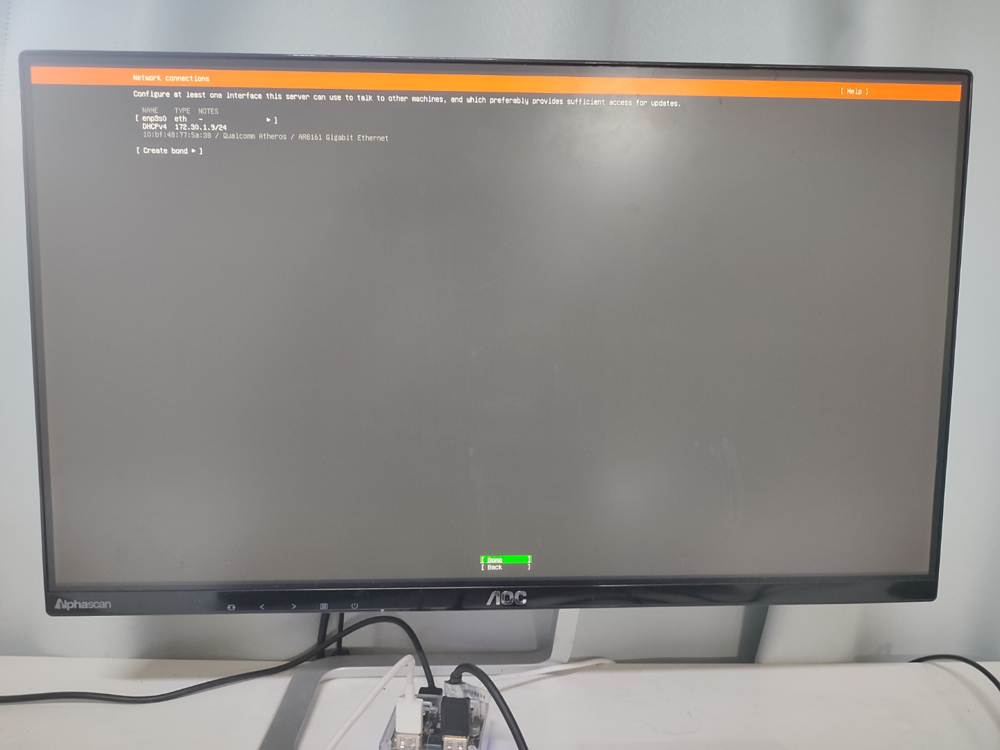 Network connections
[ Help ]
Configure at least one interface this server can use to talk to other machines, and which preferably provides sufficient access for updates.
NAME TYPE NOTES
[ enp3s0 eth - ▸ ]
DHCPv4 172.30.1.9/24
10:bf:48:77:5a:38 / Qualcomm Atheros / AR8161 Gigabit Ethernet
[ Create bond ▸ ]
[ Done ]
[ Back ]
Alphascan
AOC